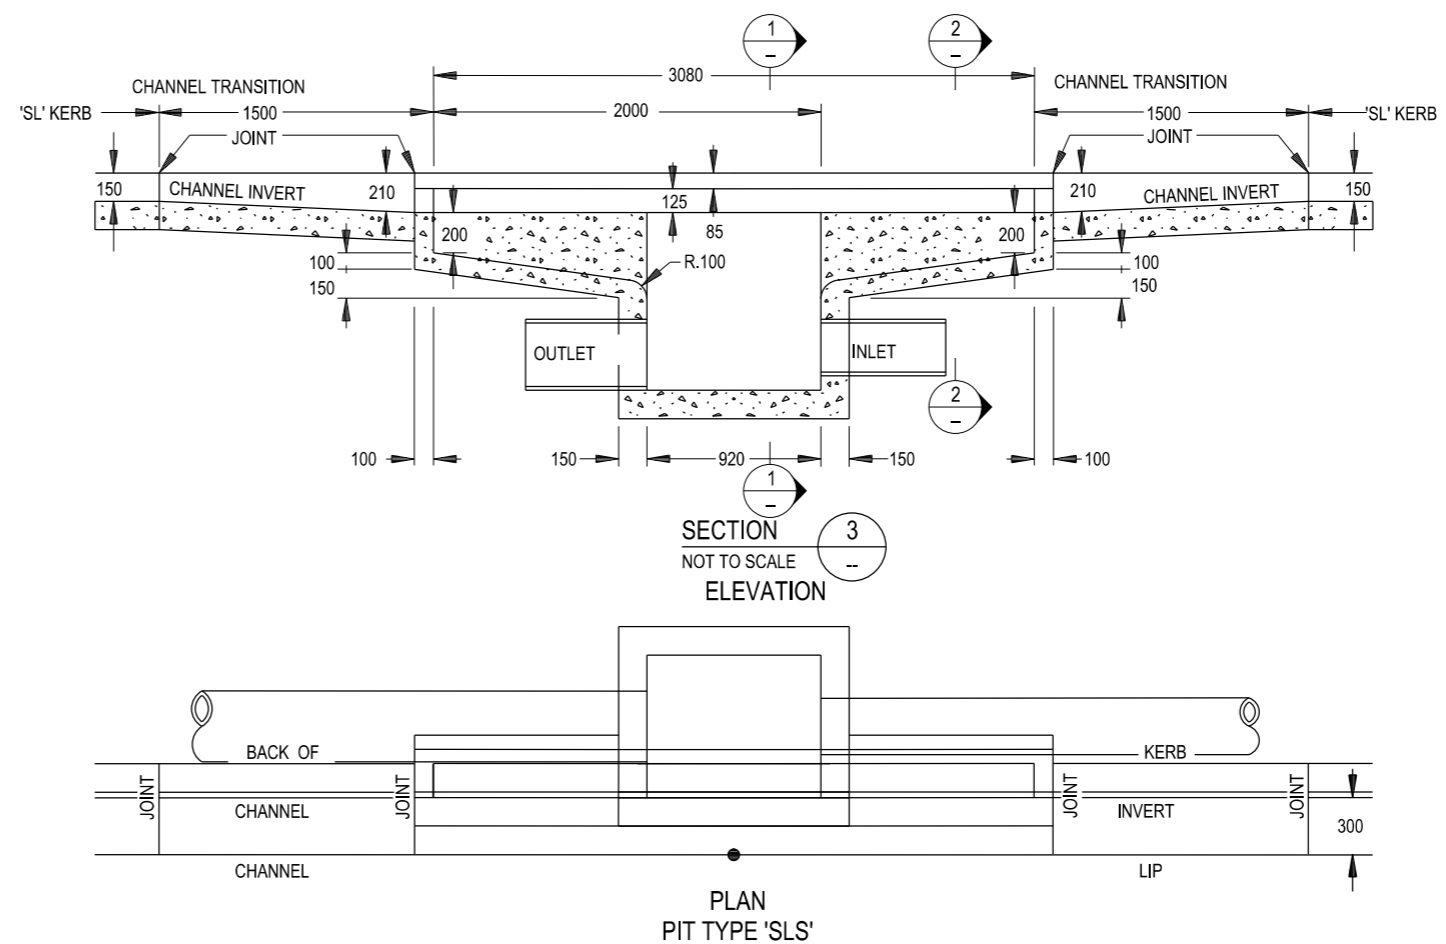 1
–
2
–
3080
CHANNEL TRANSITION
CHANNEL TRANSITION
'SL' KERB
1500
2000
1500
'SL' KERB
JOINT
JOINT
150
CHANNEL INVERT
210
125
210
CHANNEL INVERT
150
200
85
200
100
R.100
100
150
150
OUTLET
INLET
2
–
100
150
920
150
100
1
–
SECTION
3
NOT TO SCALE
--
ELEVATION
BACK OF
KERB
JOINT
JOINT
JOINT
JOINT
CHANNEL
INVERT
300
CHANNEL
LIP
PLAN
PIT TYPE 'SLS'